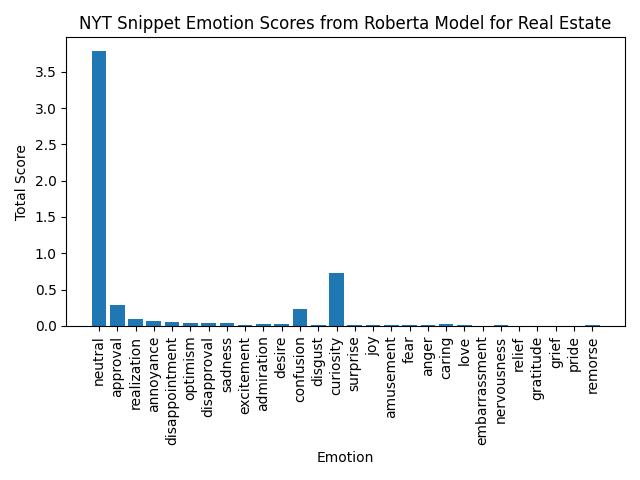 NYT Snippet Emotion Scores from Roberta Model for Real Estate
Total Score
3.5
3.0
2.5
2.0
1.5
1.0
0.5
0.0
neutral
approval
realization
annoyance
disappointment
optimism
disapproval
sadness
excitement
admiration
desire
confusion
disgust
curiosity
surprise
joy
amusement
fear
anger
caring
love
embarrassment
nervousness
relief
gratitude
grief
pride
remorse
Emotion